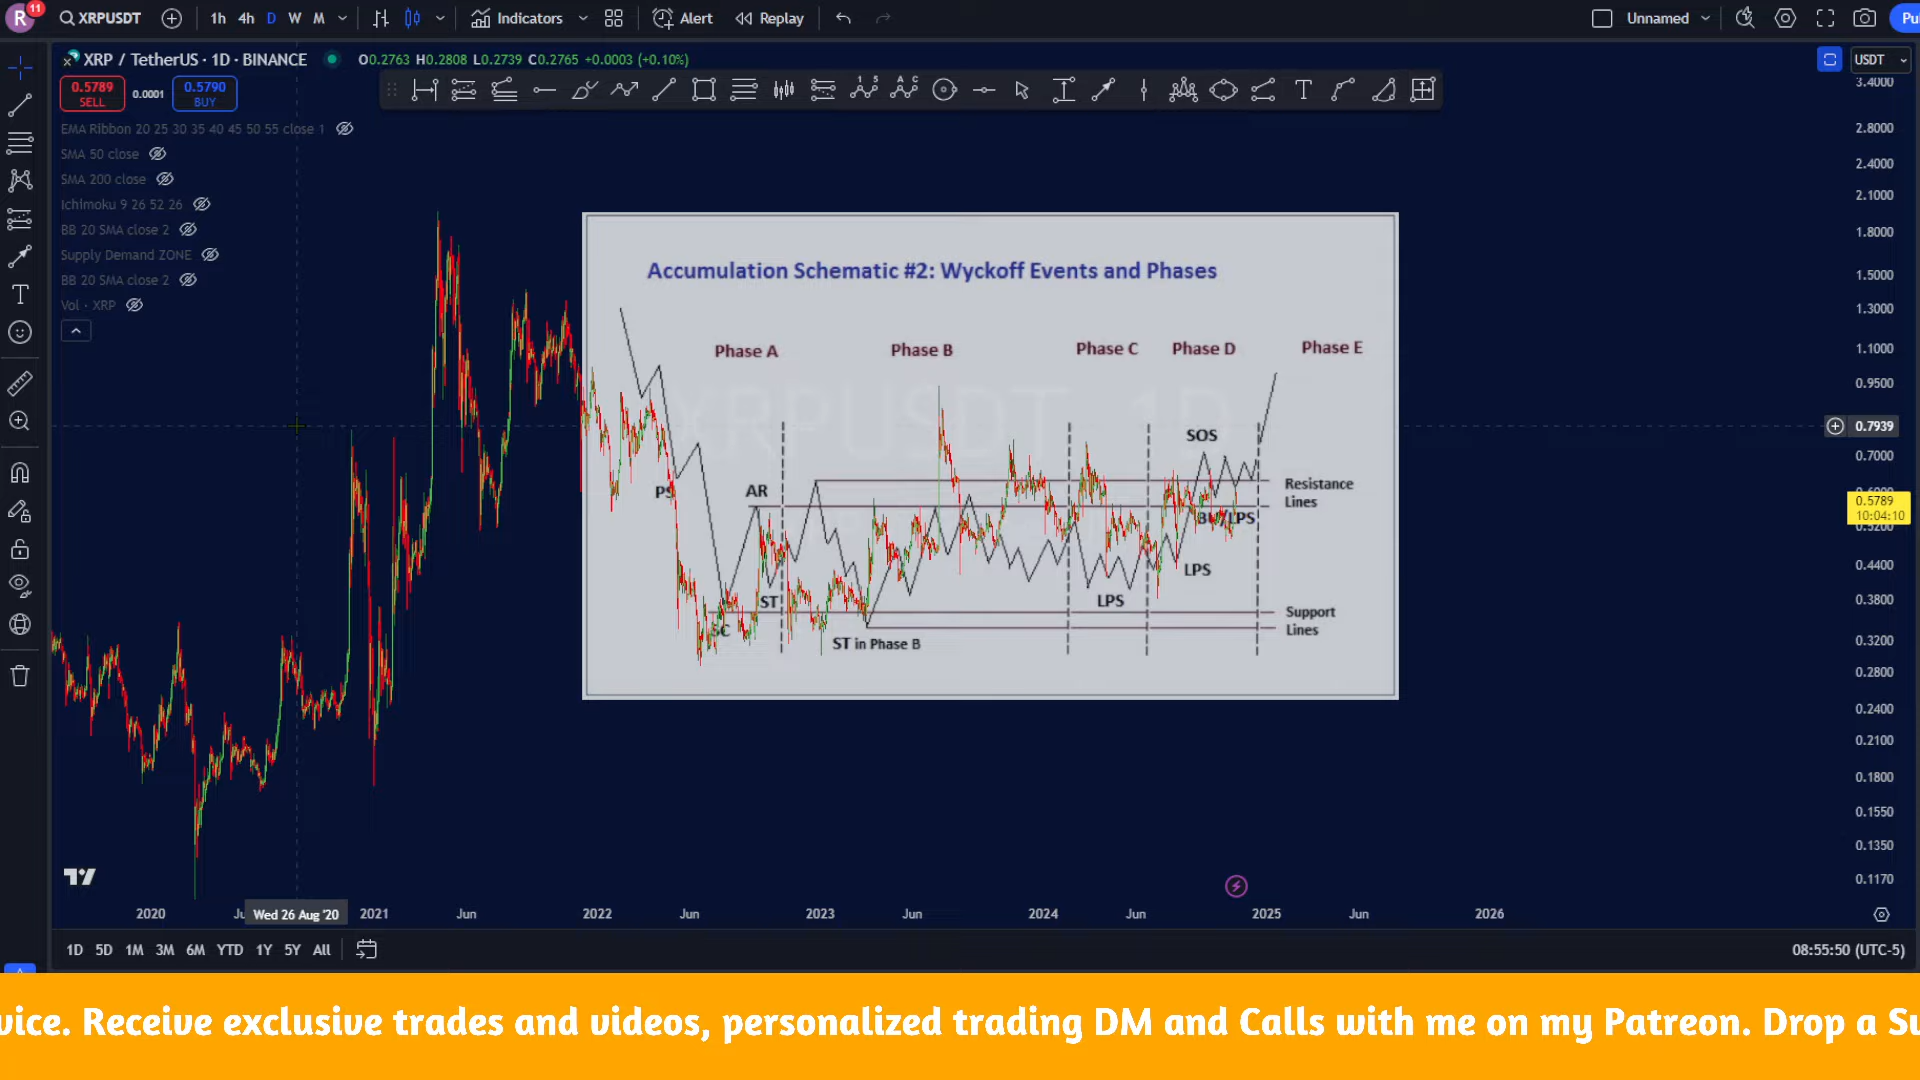 R
11
XRPUSDT
1h 4h D W M
Indicators
Alert
Replay
Unnamed
XRP / TetherUS · 1D · BINANCE
O0.2763 H0.2808 L0.2739 C0.2765 +0.0003 (+0.10%)
USDT
0.5789
SELL
0.0001
0.5790
BUY
EMA Ribbon 20 25 30 35 40 45 50 55 close 1
SMA 50 close
SMA 200 close
Ichimoku 9 26 52 26
BB 20 SMA close 2
Supply Demand ZONE
BB 20 SMA close 2
Vol · XRP
Accumulation Schematic #2: Wyckoff Events and Phases
Phase A
Phase B
Phase C
Phase D
Phase E
XRPUSDT 1D
PS
AR
SC
ST
ST in Phase B
LPS
LPS
SOS
BU/LPS
Resistance
Lines
Support
Lines
3.4000
2.8000
2.4000
2.1000
1.8000
1.5000
1.3000
1.1000
0.9500
0.7939
0.7000
0.5789
10:04:10
0.4400
0.3800
0.3200
0.2800
0.2400
0.2100
0.1800
0.1550
0.1350
0.1170
2020
Wed 26 Aug '20
2021
Jun
2022
Jun
2023
Jun
2024
Jun
2025
Jun
2026
1D 5D 1M 3M 6M YTD 1Y 5Y All
08:55:50 (UTC-5)
vice. Receive exclusive trades and videos, personalized trading DM and Calls with me on my Patreon. Drop a Su